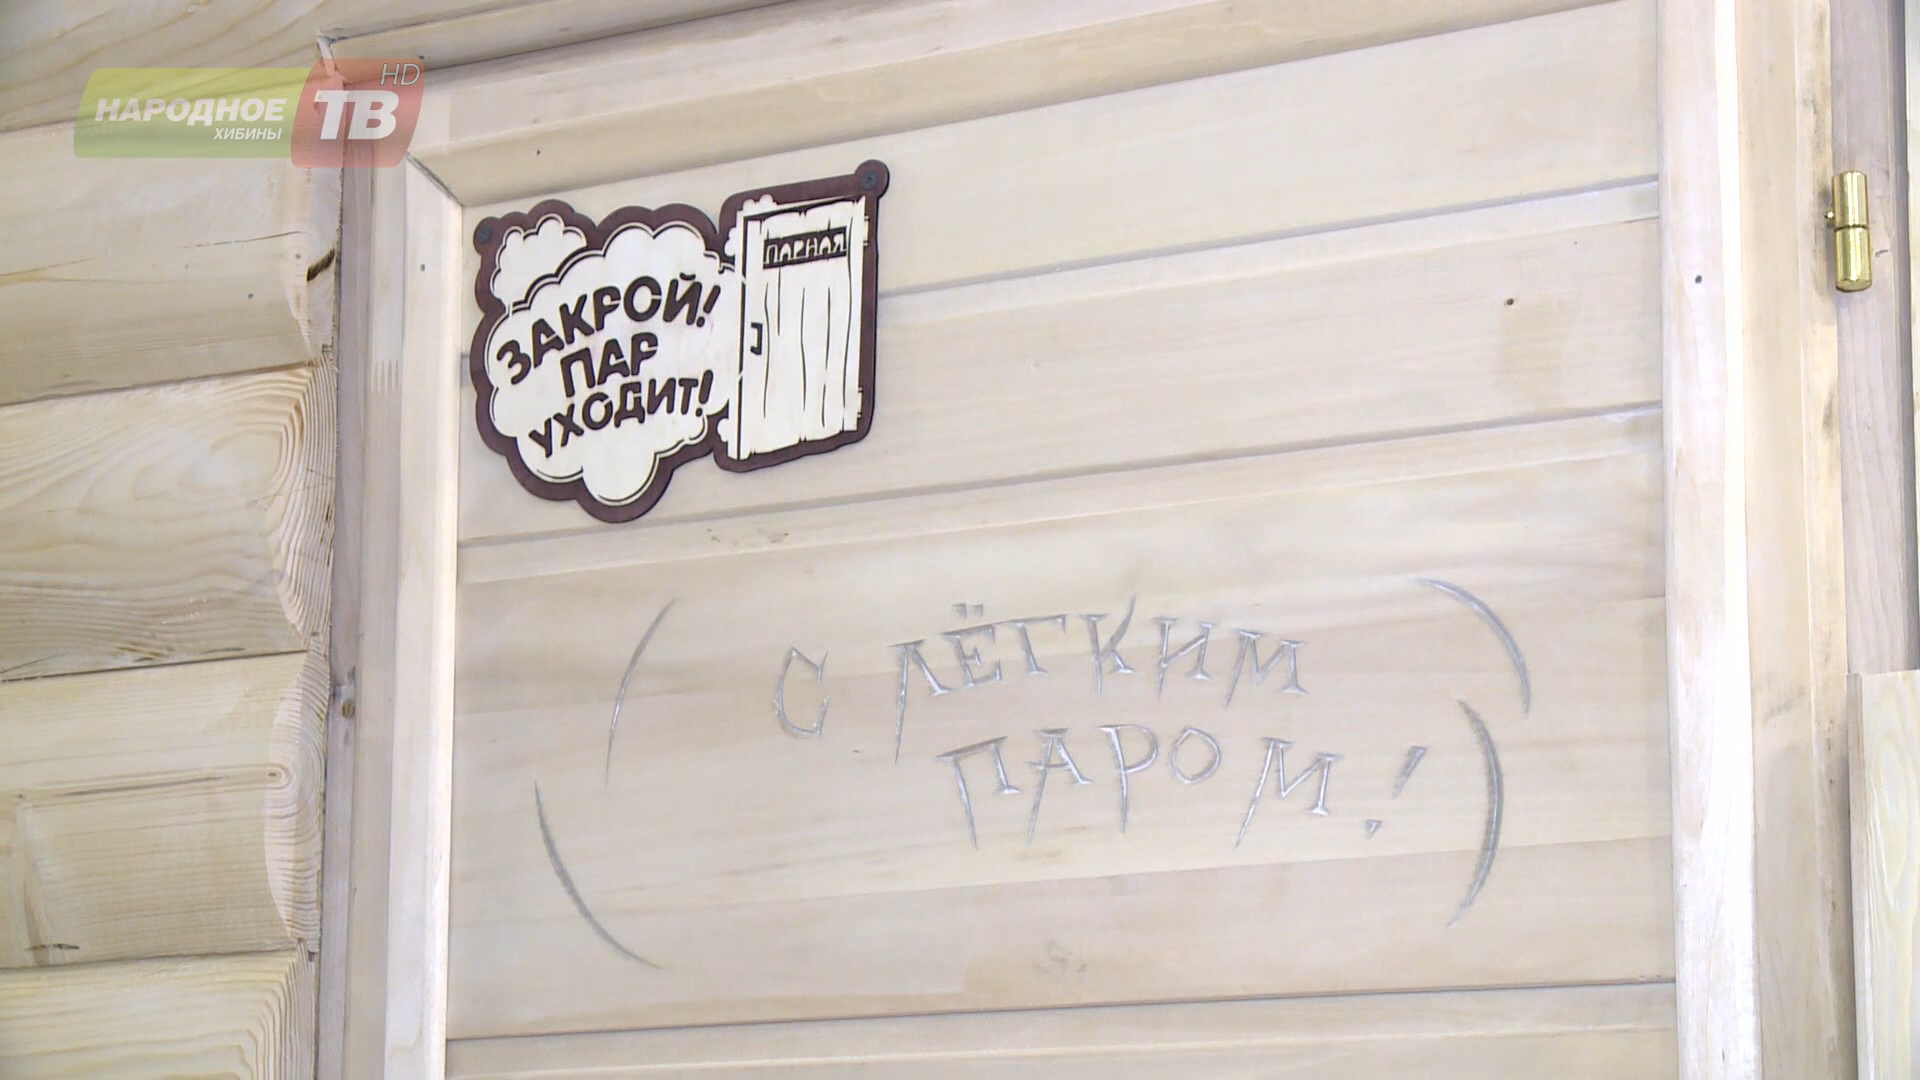 НАРОДНОЕ
ХИБИНЫ
ТВ
HD
ПАРНАЯ
ЗАКРОЙ!
ПАР
УХОДИТ!
С ЛЁГКИМ
ПАРОМ!